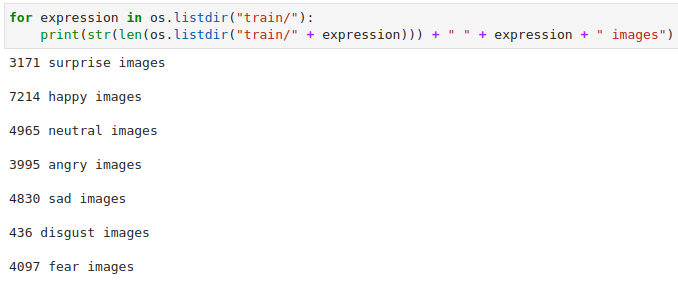 for expression in os.listdir("train/"):
    print(str(len(os.listdir("train/" + expression))) + " " + expression + " images")
3171 surprise images
7214 happy images
4965 neutral images
3995 angry images
4830 sad images
436 disgust images
4097 fear images